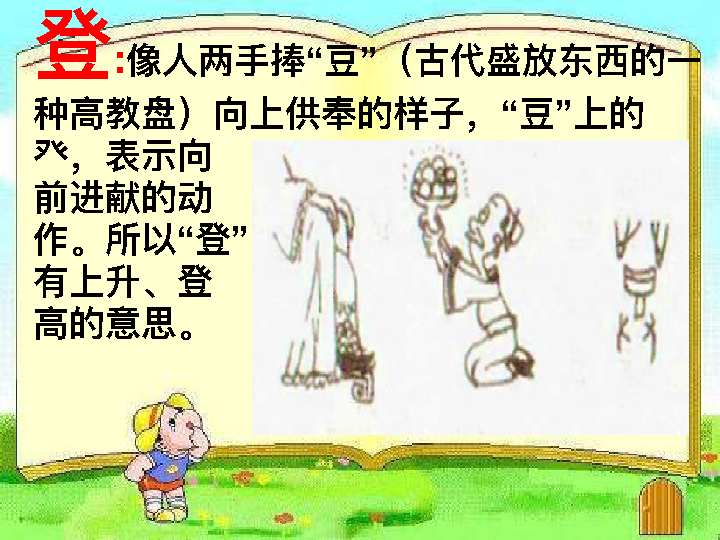 登:像人两手捧“豆”（古代盛放东西的一
种高教盘）向上供奉的样子，“豆”上的
癶，表示向
前进献的动
作。所以“登”
有上升、登
高的意思。